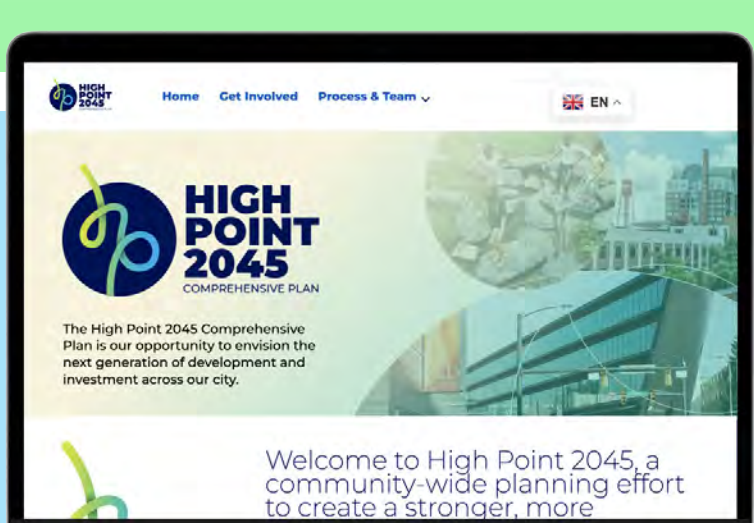 HIGH
POINT
2045
Home Get Involved Process & Team
EN
HIGH
POINT
2045
COMPREHENSIVE PLAN
The High Point 2045 Comprehensive
Plan is our opportunity to envision the
next generation of development and
investment across our city.
Welcome to High Point 2045, a
community-wide planning effort
to create a stronger, more